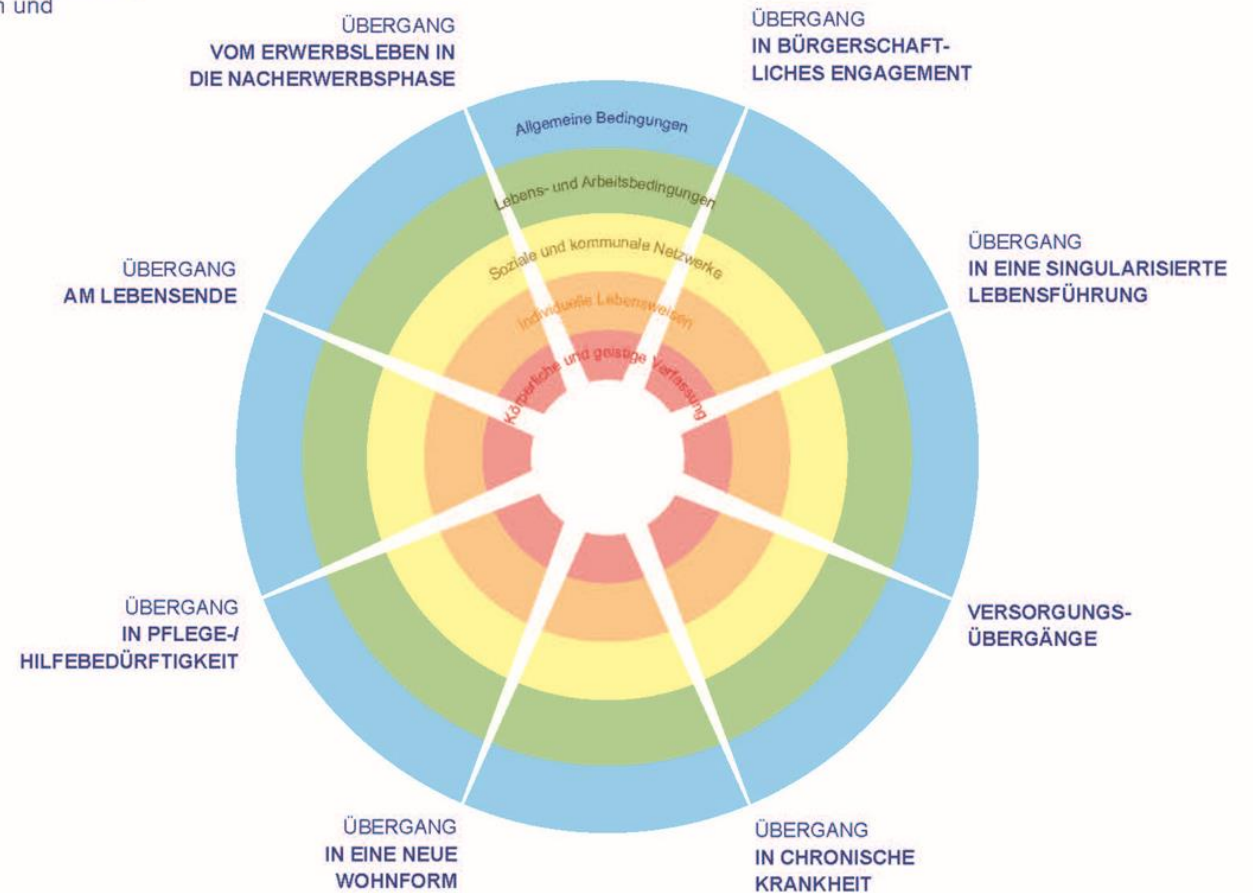 und
ÜBERGANG
VOM ERWERBSLEBEN IN
DIE NACHERWERBSPHASE
ÜBERGANG
IN BÜRGERSCHAFT-
LICHES ENGAGEMENT
Allgemeine Bedingungen
Lebens- und Arbeitsbedingungen
Soziale und kommunale Netzwerke
Individuelle Lebensweisen
Körperliche und geistige Verfassung
ÜBERGANG
AM LEBENSENDE
ÜBERGANG
IN EINE SINGULARISIERTE
LEBENSFÜHRUNG
ÜBERGANG
IN PFLEGE-/
HILFEBEDÜRFTIGKEIT
VERSORGUNGS-
ÜBERGÄNGE
ÜBERGANG
IN EINE NEUE
WOHNFORM
ÜBERGANG
IN CHRONISCHE
KRANKHEIT